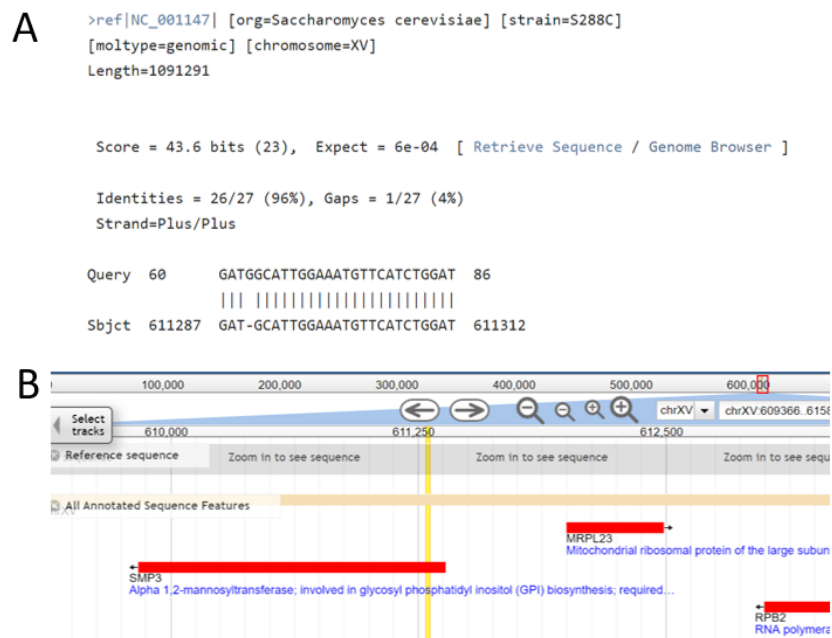 A
>ref|NC_001147| [org=Saccharomyces cerevisiae] [strain=S288C]
[moltype=genomic] [chromosome=XV]
Length=1091291
Score = 43.6 bits (23), Expect = 6e-04 [ Retrieve Sequence / Genome Browser ]
Identities = 26/27 (96%), Gaps = 1/27 (4%)
Strand=Plus/Plus
Query 60 GATGGCATTGGAAATGTTCATCTGGAT 86
||| |||||||||||||||||||||||
Sbjct 611287 GAT-GCATTGGAAATGTTCATCTGGAT 611312
B
100,000 200,000 300,000 400,000 500,000 600,000
Select tracks
chrXV chrXV:609366..6158
610,000 611,250 612,500
Reference sequence Zoom in to see sequence Zoom in to see sequence Zoom in to see sequ
All Annotated Sequence Features
MRPL23
Mitochondrial ribosomal protein of the large subun
SMP3
Alpha 1,2-mannosyltransferase; involved in glycosyl phosphatidyl inositol (GPI) biosynthesis; required...
RPB2
RNA polymera